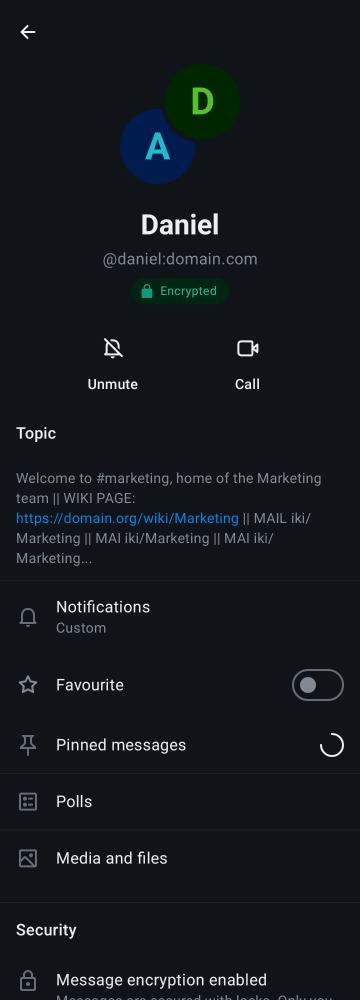 D
A
Daniel
@daniel:domain.com
Encrypted
Unmute
Call
Topic
Welcome to #marketing, home of the Marketing
team || WIKI PAGE:
https://domain.org/wiki/Marketing || MAIL iki/
Marketing || MAI iki/Marketing || MAI iki/
Marketing...
Notifications
Custom
Favourite
Pinned messages
Polls
Media and files
Security
Message encryption enabled
Messages are secured with locks. Only you